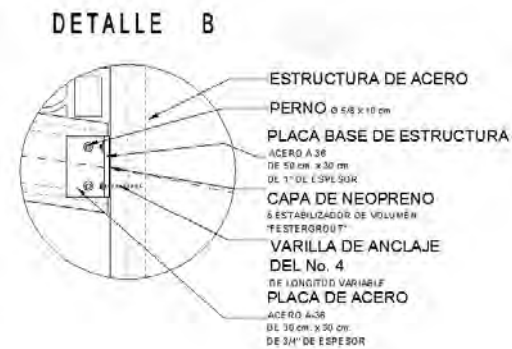 DETALLE B
ESTRUCTURA DE ACERO
PERNO Ø 5/8 x 10 cm
PLACA BASE DE ESTRUCTURA
ACERO A 36
DE 50 cm. x 30 cm
DE 1" DE ESPESOR
CAPA DE NEOPRENO
ó ESTABILIZADOR DE VOLUMEN
"FESTERGROUT"
VARILLA DE ANCLAJE
DEL No. 4
DE LONGITUD VARIABLE
PLACA DE ACERO
ACERO A-36
DE 30 cm. x 30 cm.
DE 3/4" DE ESPESOR